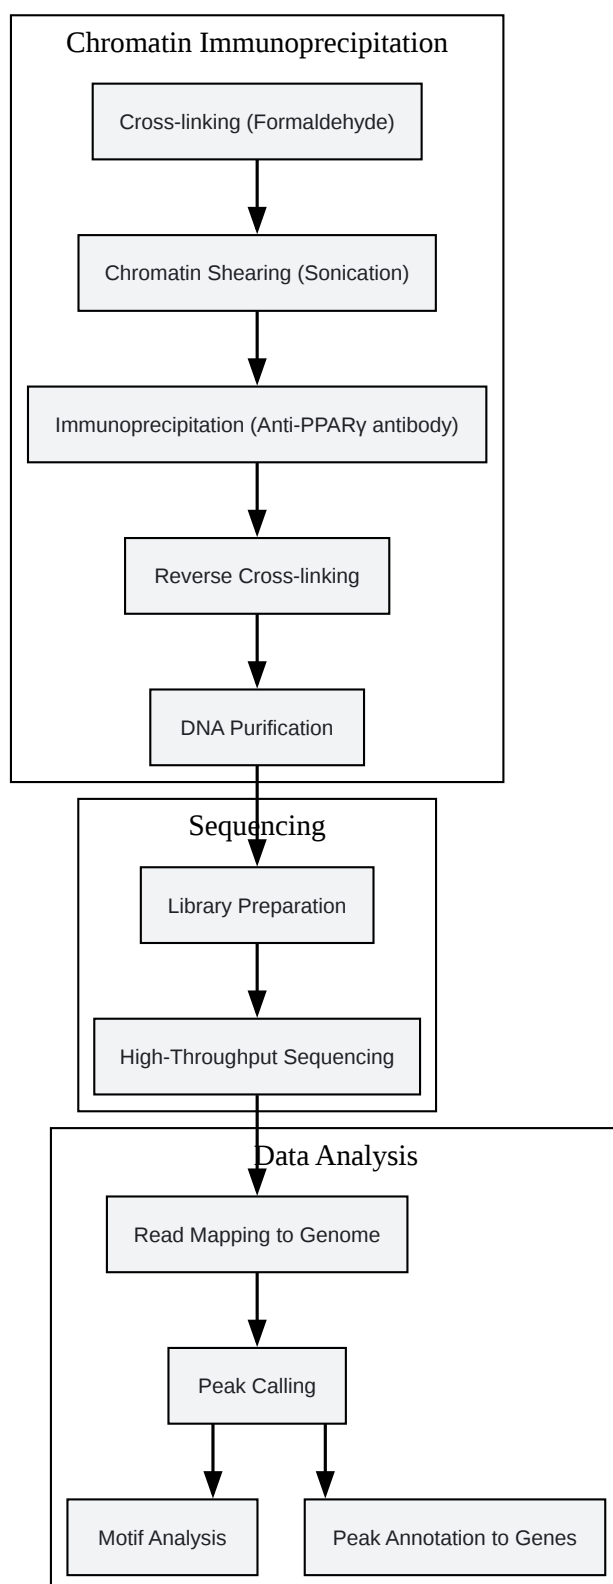 Chromatin Immunoprecipitation
Cross-linking (Formaldehyde)
Chromatin Shearing (Sonication)
Immunoprecipitation (Anti-PPARγ antibody)
Reverse Cross-linking
DNA Purification
Sequencing
Library Preparation
High-Throughput Sequencing
Data Analysis
Read Mapping to Genome
Peak Calling
Motif Analysis
Peak Annotation to Genes